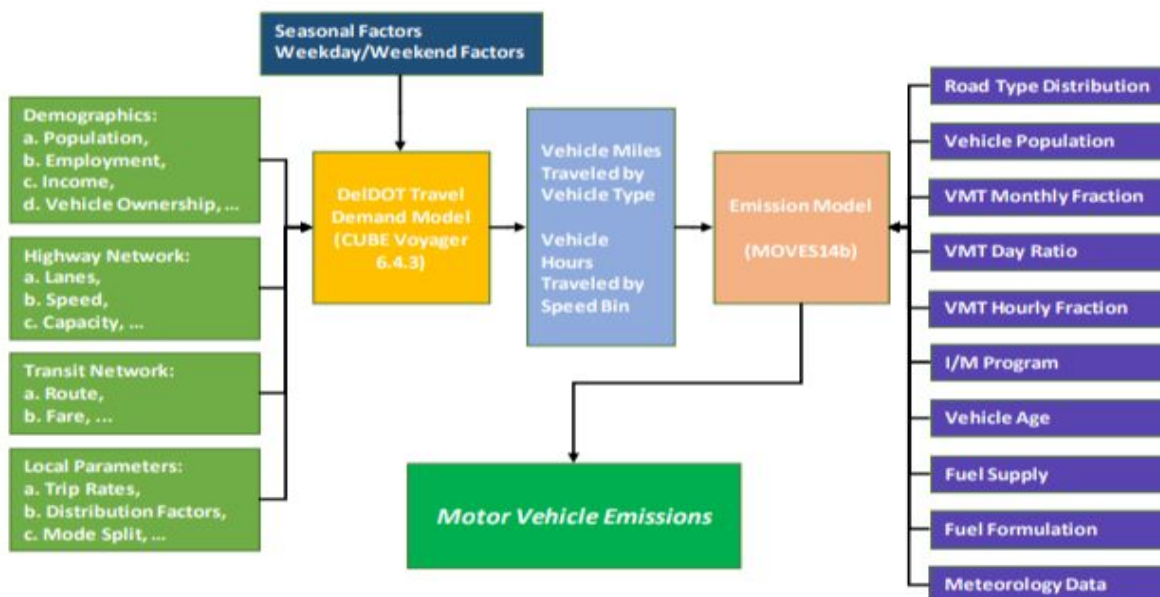 Seasonal Factors
Weekday/Weekend Factors
Demographics:
a. Population,
b. Employment,
c. Income,
d. Vehicle Ownership, ...
Highway Network:
a. Lanes,
b. Speed,
c. Capacity, ...
Transit Network:
a. Route,
b. Fare, ...
Local Parameters:
a. Trip Rates,
b. Distribution Factors,
c. Mode Split, ...
DelDOT Travel
Demand Model
(CUBE Voyager
6.4.3)
Vehicle Miles
Traveled by
Vehicle Type
Vehicle
Hours
Traveled by
Speed Bin
Emission Model
(MOVES14b)
Motor Vehicle Emissions
Road Type Distribution
Vehicle Population
VMT Monthly Fraction
VMT Day Ratio
VMT Hourly Fraction
I/M Program
Vehicle Age
Fuel Supply
Fuel Formulation
Meteorology Data